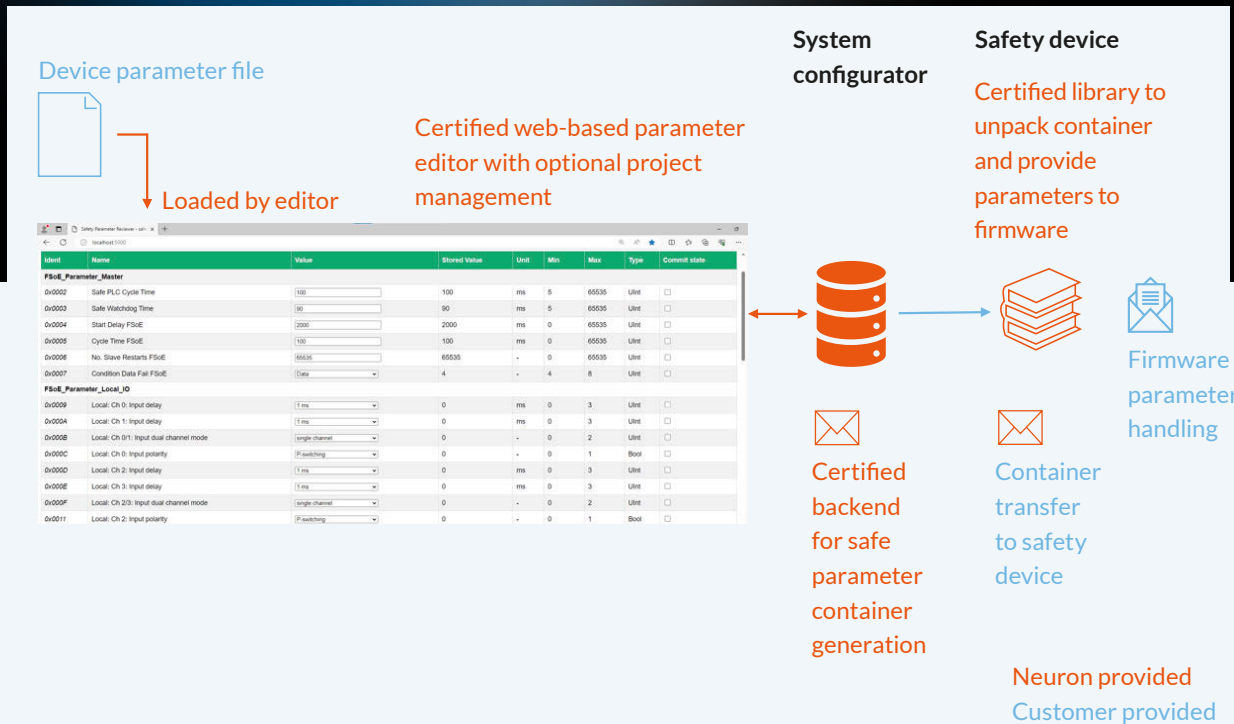 Device parameter file
Loaded by editor
Certified web-based parameter
editor with optional project
management
System
configurator
Safety device
Certified library to
unpack container
and provide
parameters to
firmware
Safety Parameter Reviewer
localhost:5000
Ident Name Value Stored Value Unit Min Max Type Commit state
FSoE_Parameter_Master
0x0002 Safe PLC Cycle Time 100 100 ms 5 65535 UInt
0x0003 Safe Watchdog Time 90 90 ms 5 65535 UInt
0x0004 Start Delay FSoE 2000 2000 ms 0 65535 UInt
0x0005 Cycle Time FSoE 100 100 ms 0 65535 UInt
0x0006 No. Slave Restarts FSoE 65535 65535 - 0 65535 UInt
0x0007 Condition Data Fail FSoE Data 4 - 4 8 UInt
FSoE_Parameter_Local_IO
0x0009 Local: Ch 0: Input delay 1 ms 0 ms 0 3 UInt
0x000A Local: Ch 1: Input delay 1 ms 0 ms 0 3 UInt
0x000B Local: Ch 0/1: Input dual channel mode single channel 0 - 0 2 UInt
0x000C Local: Ch 0: Input polarity P-switching 0 - 0 1 Bool
0x000D Local: Ch 2: Input delay 1 ms 0 ms 0 3 UInt
0x000E Local: Ch 3: Input delay 1 ms 0 ms 0 3 UInt
0x000F Local: Ch 2/3: Input dual channel mode single channel 0 - 0 2 UInt
0x0011 Local: Ch 2: Input polarity P-switching 0 - 0 1 Bool
Firmware
parameter
handling
Certified
backend
for safe
parameter
container
generation
Container
transfer
to safety
device
Neuron provided
Customer provided